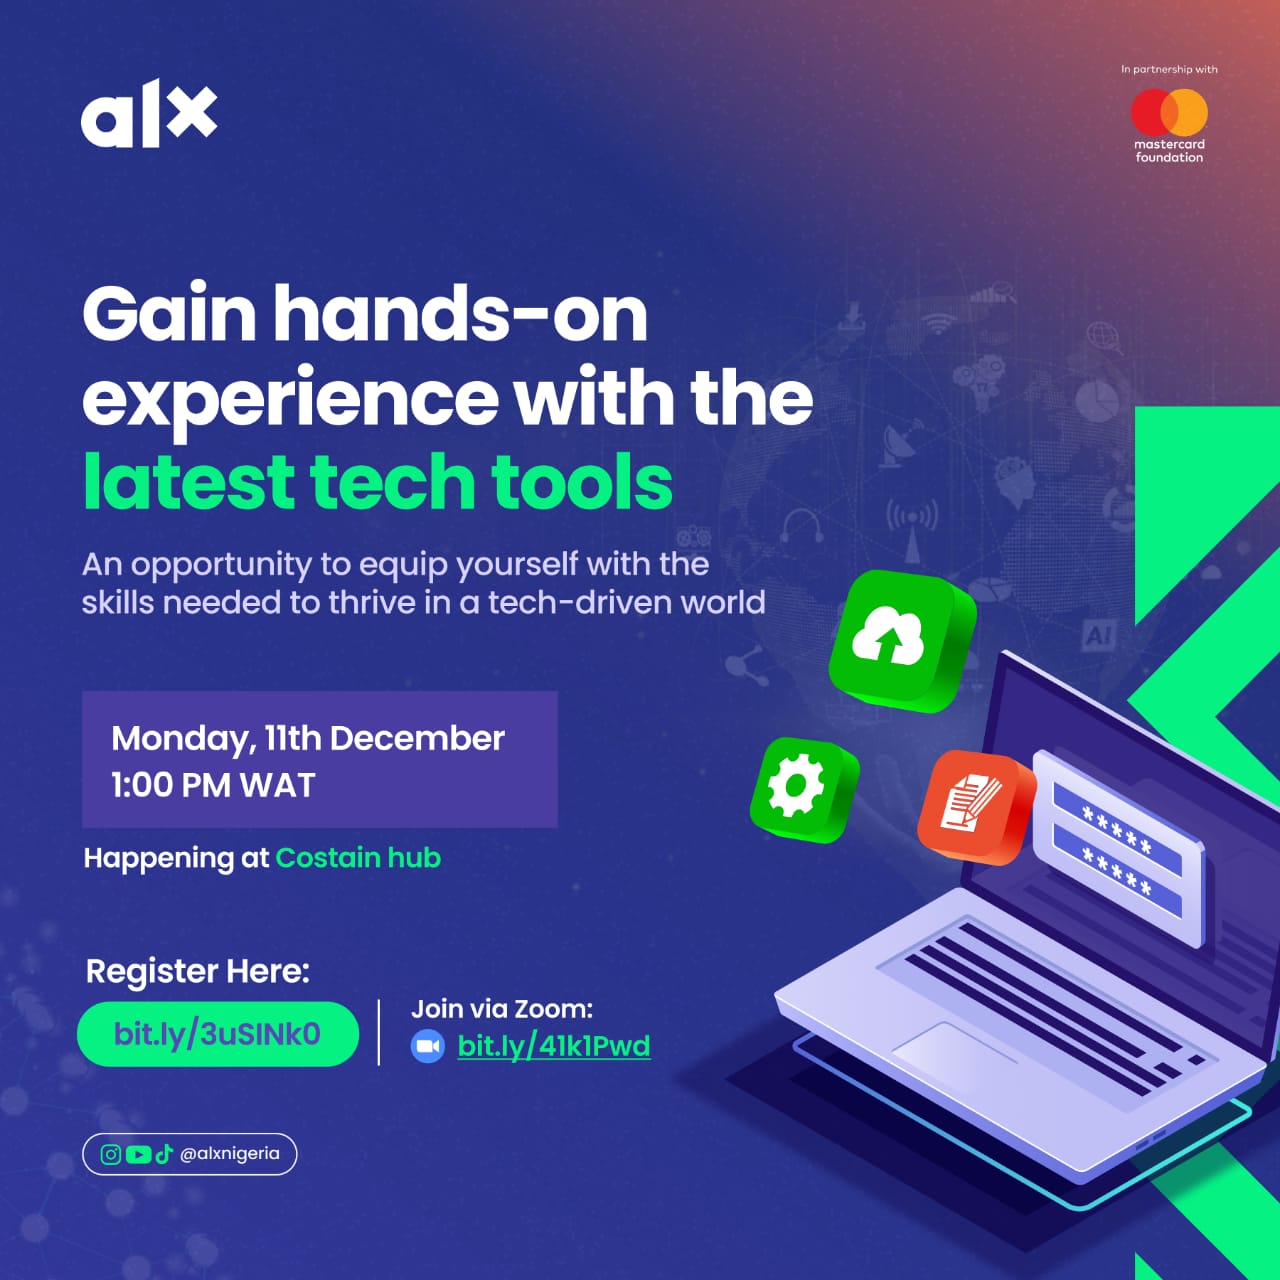 alx
In partnership with
mastercard
foundation
Gain hands-on
experience with the
latest tech tools
An opportunity to equip yourself with the
skills needed to thrive in a tech-driven world
Monday, 11th December
1:00 PM WAT
Happening at Costain hub
Register Here:
bit.ly/3uSINk0
Join via Zoom:
bit.ly/41k1Pwd
@alxnigeria
AI
*****
*****